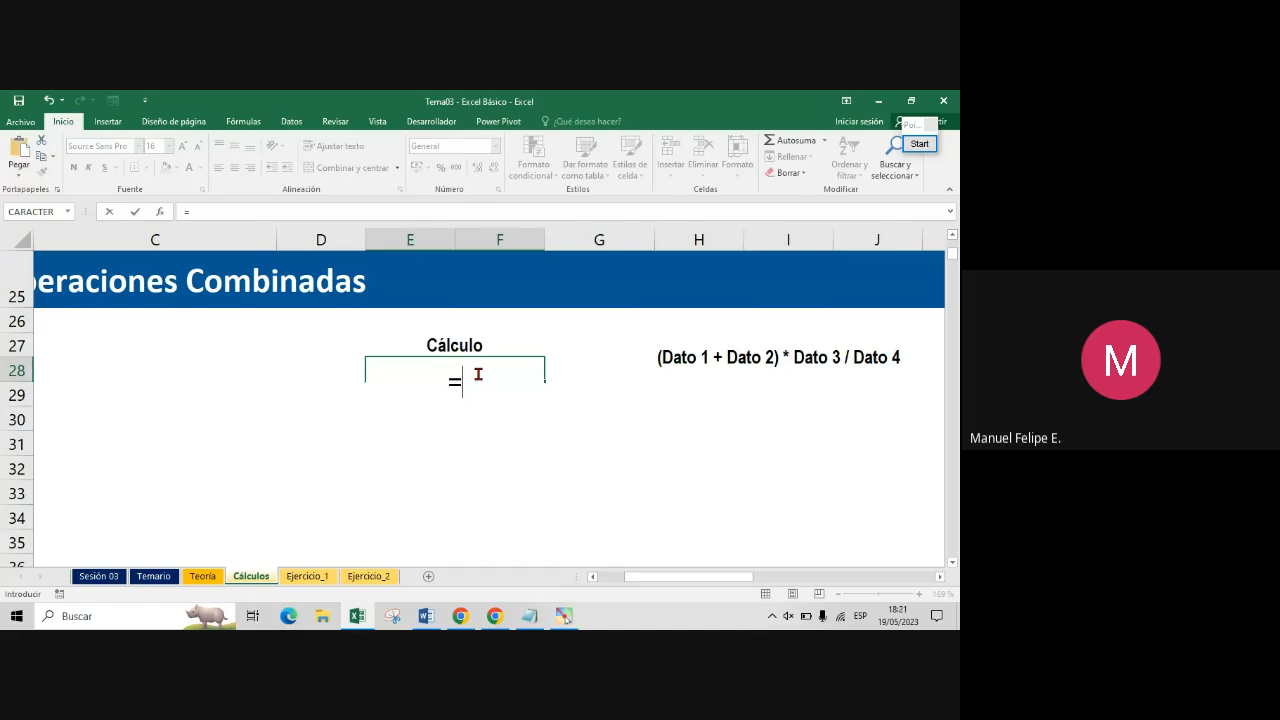 Tema03 - Excel Básico - Excel
Archivo Inicio Insertar Diseño de página Fórmulas Datos Revisar Vista Desarrollador Power Pivot ¿Qué desea hacer? Iniciar sesión
Poi...
Start
Pegar
Source Sans Pro 16
Ajustar texto
Combinar y centrar
General
Formato condicional
Dar formato como tabla
Estilos de celda
Insertar Eliminar Formato
Autosuma
Rellenar
Borrar
Ordenar y filtrar
Buscar y seleccionar
Portapapeles Fuente Alineación Número Estilos Celdas Modificar
CARACTER =
C D E F G H I J
25 peraciones Combinadas
26
27 Cálculo
(Dato 1 + Dato 2) * Dato 3 / Dato 4
28 =
29
30
31
32
33
34
35
Sesión 03 Temario Teoría Cálculos Ejercicio_1 Ejercicio_2
Introducir 169 %
Buscar
ESP
18:21
19/05/2023
M
Manuel Felipe E.